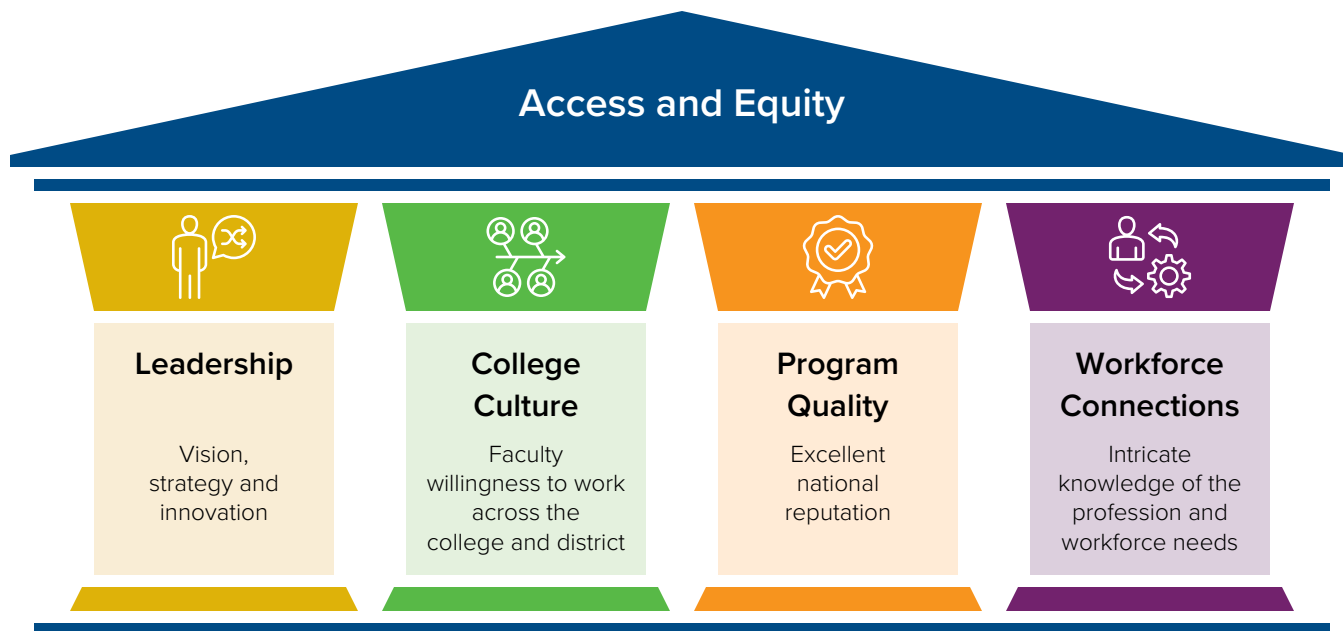 Access and Equity
Leadership
Vision,
strategy and
innovation
College
Culture
Faculty
willingness to work
across the
college and district
Program
Quality
Excellent
national
reputation
Workforce
Connections
Intricate
knowledge of the
profession and
workforce needs